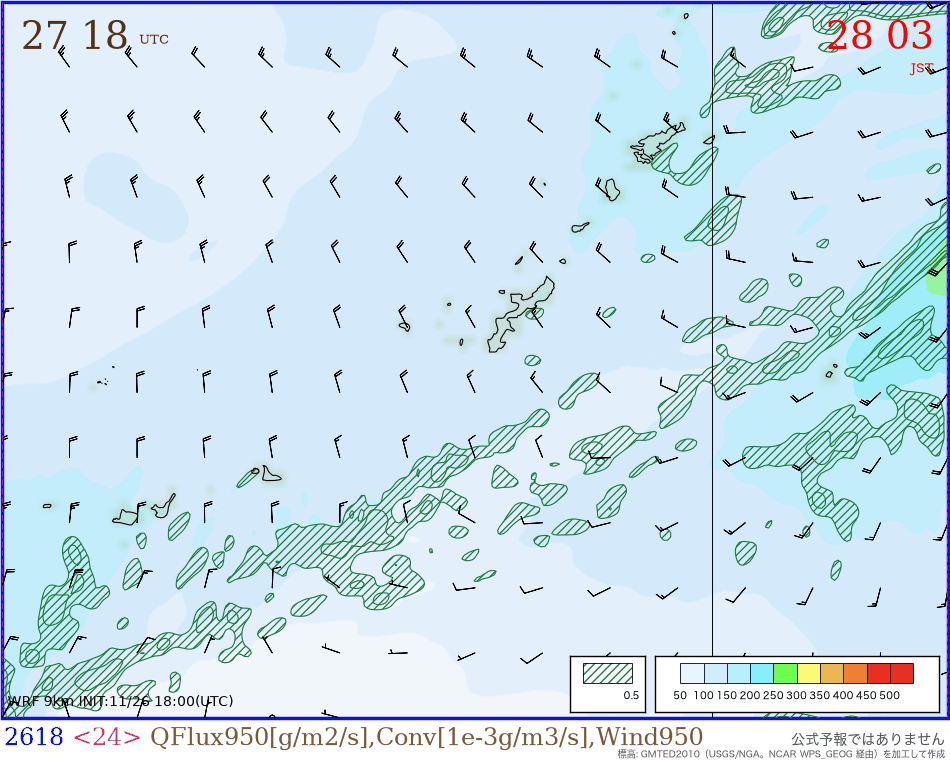 27 18 UTC
28 03
JST
0.5
50 100 150 200 250 300 350 400 450 500
WRF 9km INIT:11/26 18:00(UTC)
2618 <24> QFlux950[g/m2/s],Conv[1e-3g/m3/s],Wind950
公式予報ではありません
標高: GMTED2010（USGS/NGA。NCAR WPS_GEOG 経由）を加工して作成